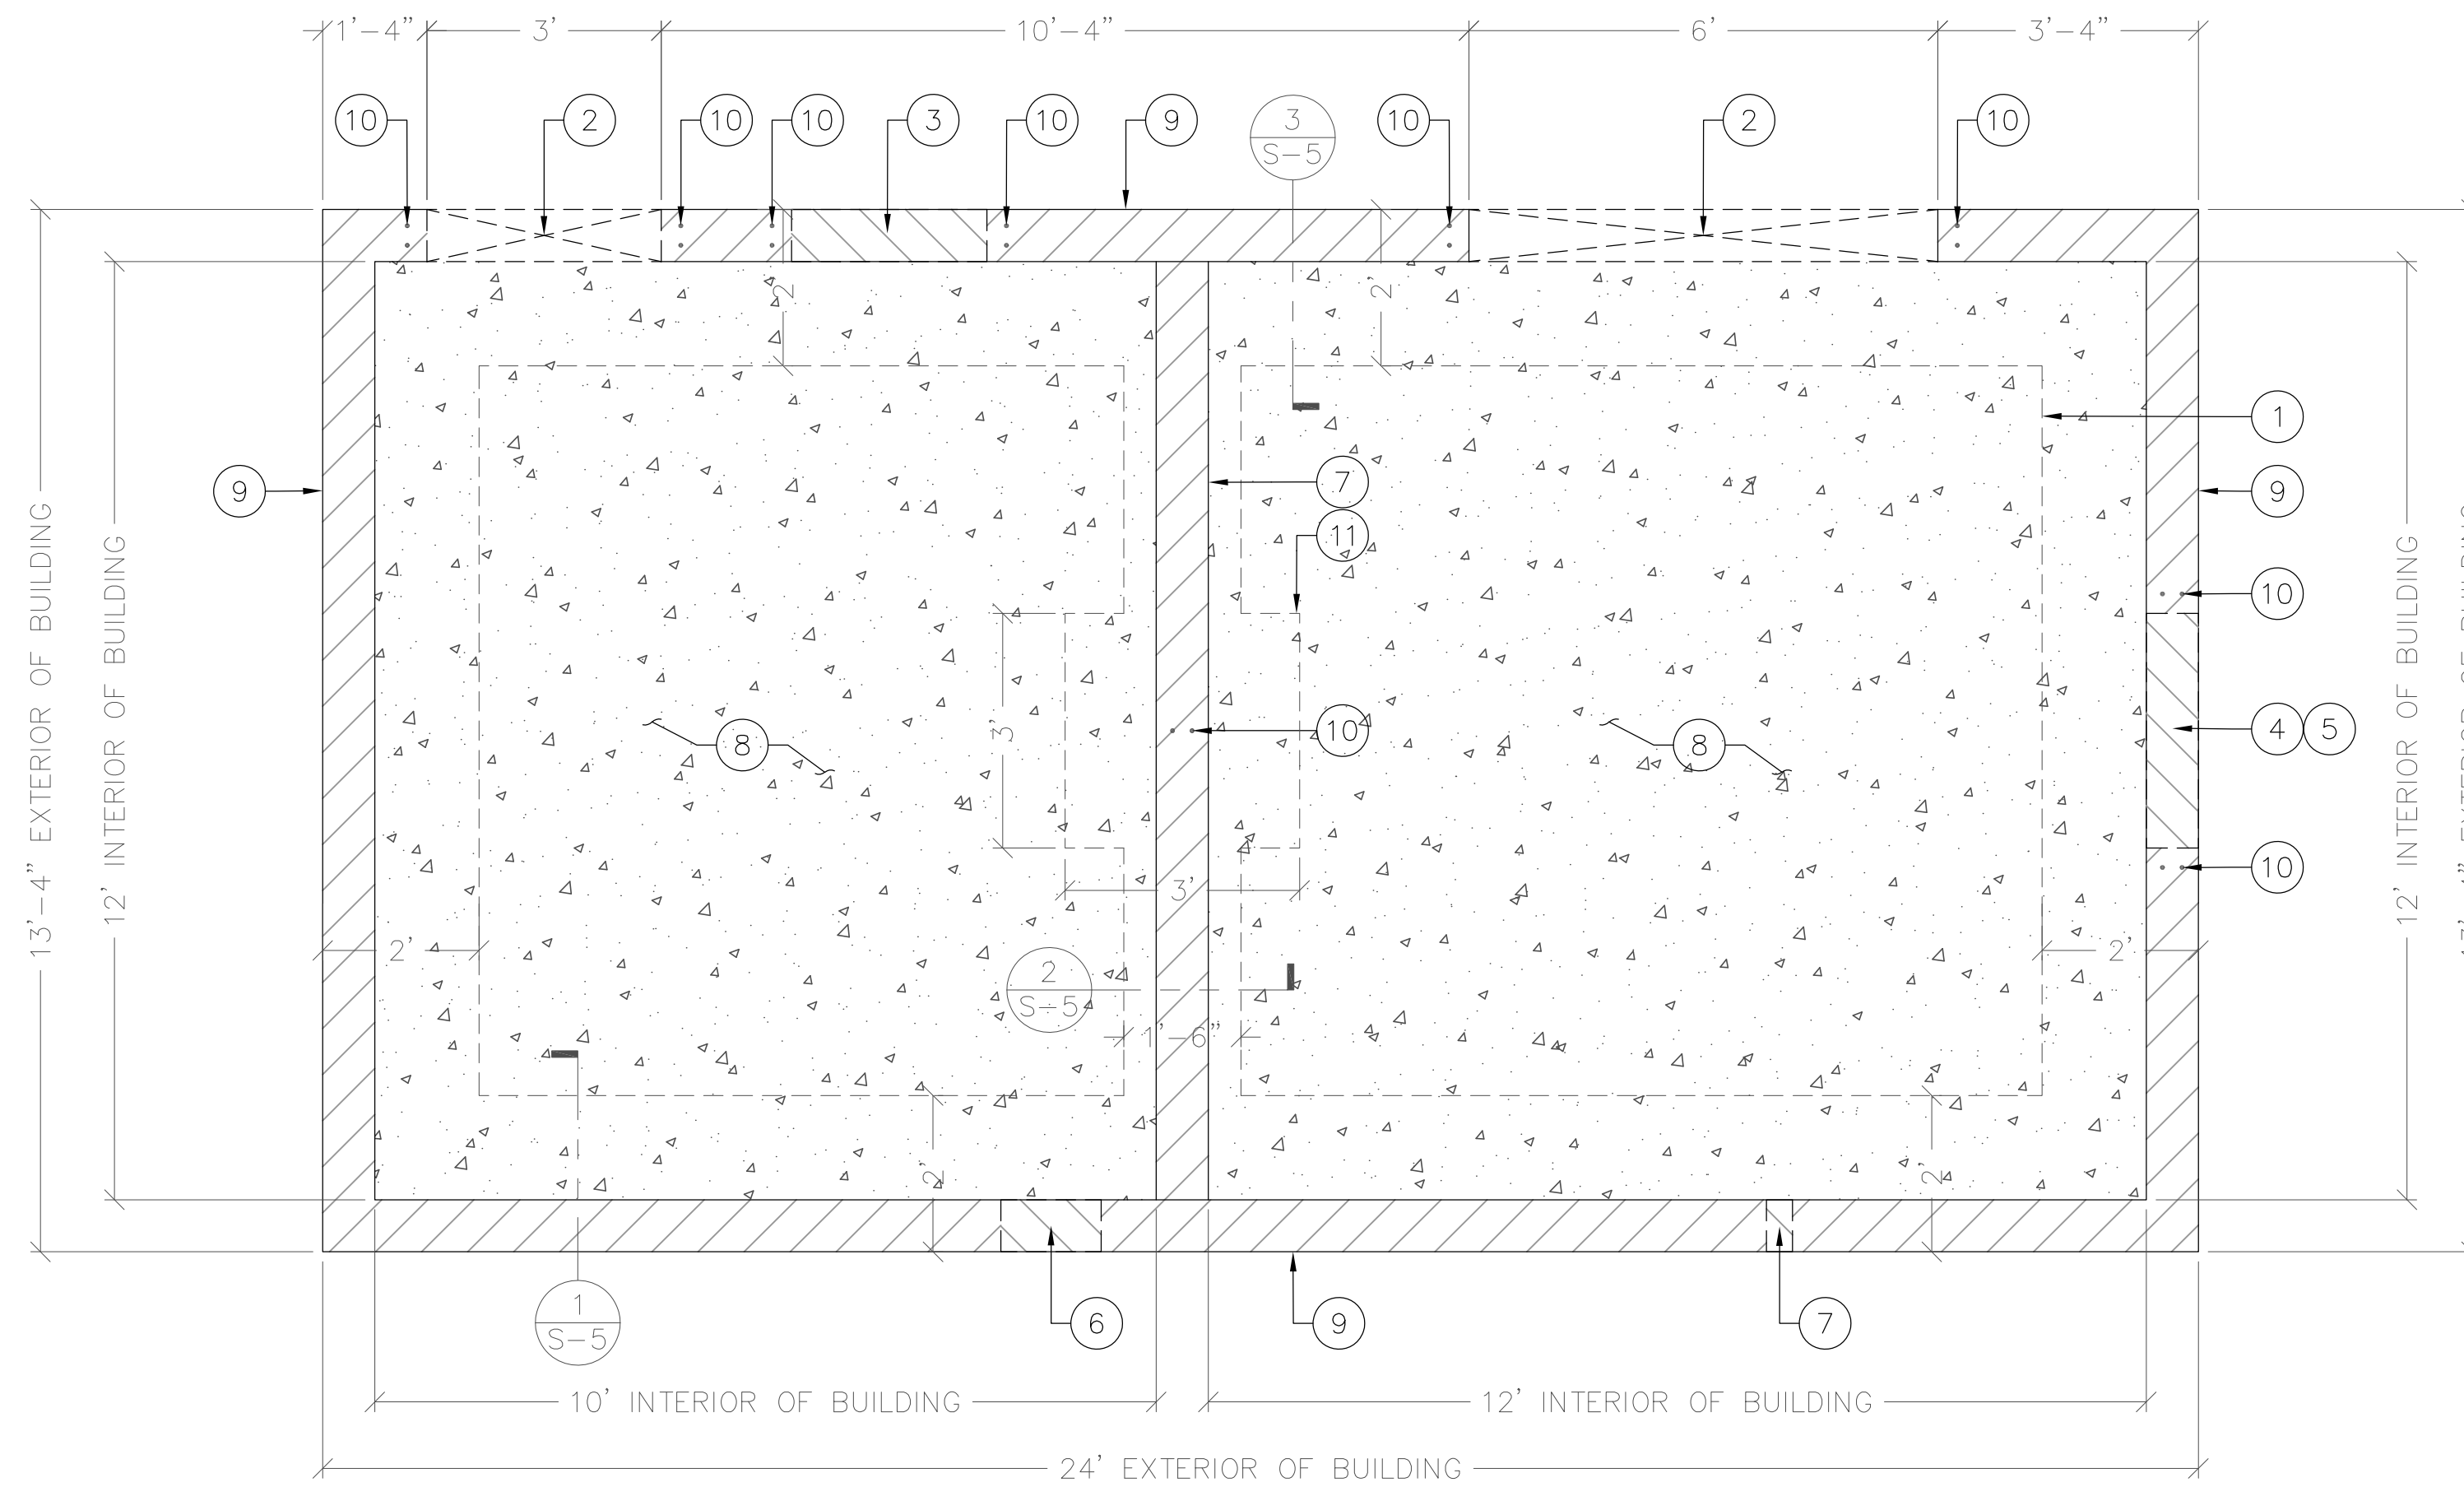 1'-4" 3' 10'-4" 6' 3'-4"
10 2 10 10 3 10 9 3 10 2 10
S-5
2' 2'
1
7
9 9
11
10
3'
8 10 8 4 5
10
3'
2' 2'
2
S-5
1'-6"
2' 2'
1
S-5
6 9 7
13'-4" EXTERIOR OF BUILDING
12' INTERIOR OF BUILDING
12' INTERIOR OF BUILDING
10' INTERIOR OF BUILDING 12' INTERIOR OF BUILDING
24' EXTERIOR OF BUILDING